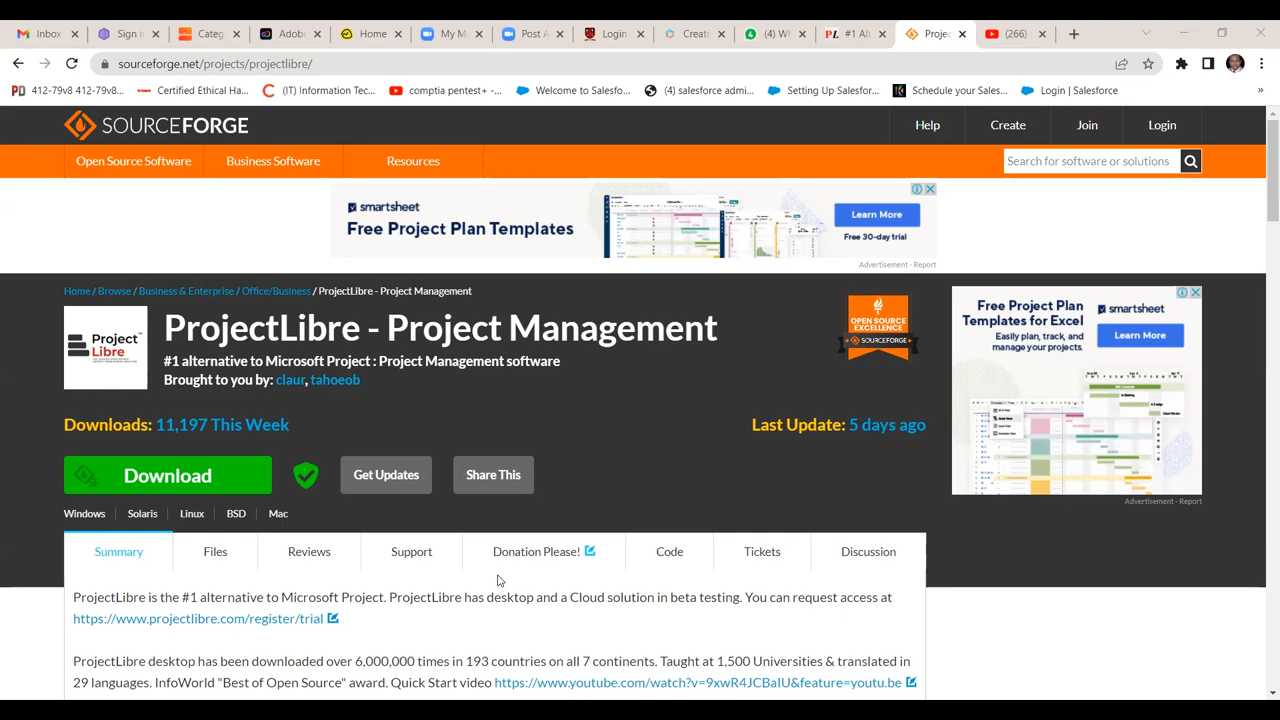 Inbox
Sign in
Categ
Adobe
Home
My M
Post A
Login
Creati
(4) W
#1 Alt
Projec
(266)
sourceforge.net/projects/projectlibre/
412-79v8 412-79v8...
Certified Ethical Ha...
(IT) Information Tec...
comptia pentest+ -...
Welcome to Salesfo...
(4) salesforce admi...
Setting Up Salesfor...
Schedule your Sales...
Login | Salesforce
»
SOURCEFORGE
Help
Create
Join
Login
Open Source Software
Business Software
Resources
Search for software or solutions
smartsheet
Free Project Plan Templates
Learn More
Free 30-day trial
Advertisement - Report
Home / Browse / Business & Enterprise / Office/Business / ProjectLibre - Project Management
Project
Libre
ProjectLibre - Project Management
#1 alternative to Microsoft Project : Project Management software
Brought to you by: claur, tahoeob
OPEN SOURCE
EXCELLENCE
SOURCEFORGE
Free Project Plan
Templates for Excel
Easily plan, track, and
manage your projects.
smartsheet
Learn More
Advertisement - Report
Downloads: 11,197 This Week
Last Update: 5 days ago
Download
Get Updates
Share This
Windows
Solaris
Linux
BSD
Mac
Summary
Files
Reviews
Support
Donation Please!
Code
Tickets
Discussion
ProjectLibre is the #1 alternative to Microsoft Project. ProjectLibre has desktop and a Cloud solution in beta testing. You can request access at
https://www.projectlibre.com/register/trial
ProjectLibre desktop has been downloaded over 6,000,000 times in 193 countries on all 7 continents. Taught at 1,500 Universities & translated in
29 languages. InfoWorld "Best of Open Source" award. Quick Start video https://www.youtube.com/watch?v=9xwR4JCBaIU&feature=youtu.be